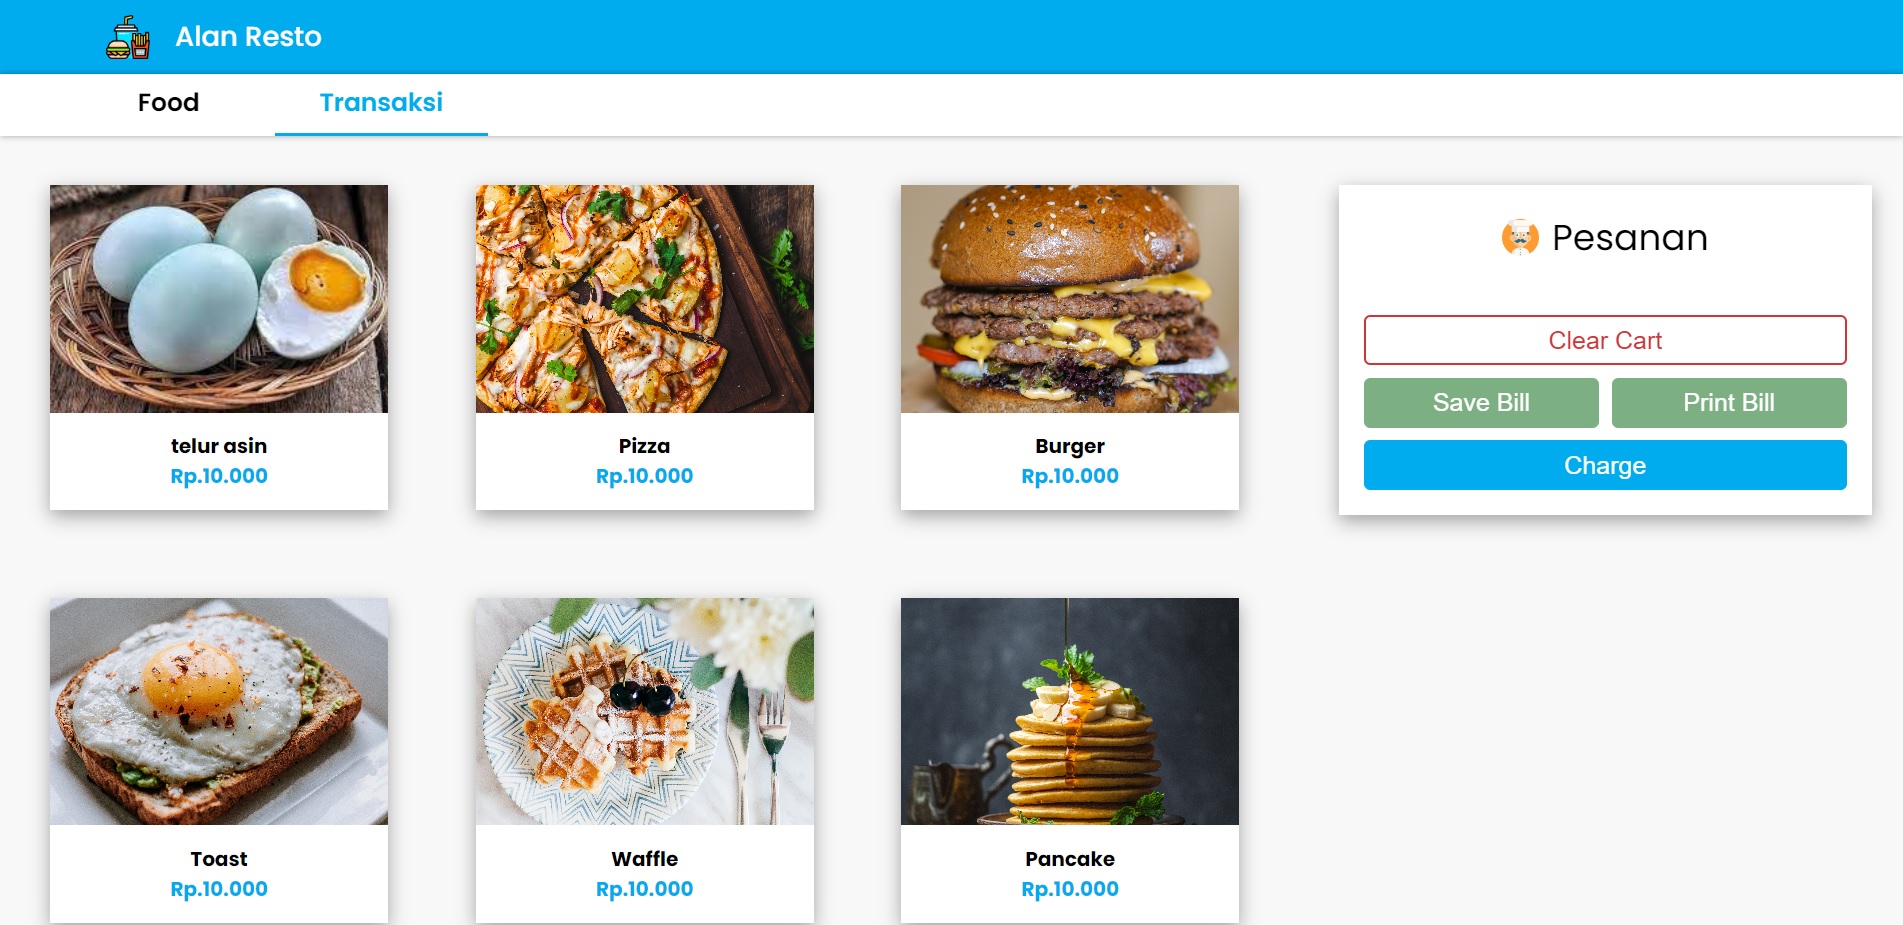 Alan Resto
Food
Transaksi
telur asin
Rp.10.000
Pizza
Rp.10.000
Burger
Rp.10.000
Pesanan
Clear Cart
Save Bill
Print Bill
Charge
Toast
Rp.10.000
Waffle
Rp.10.000
Pancake
Rp.10.000